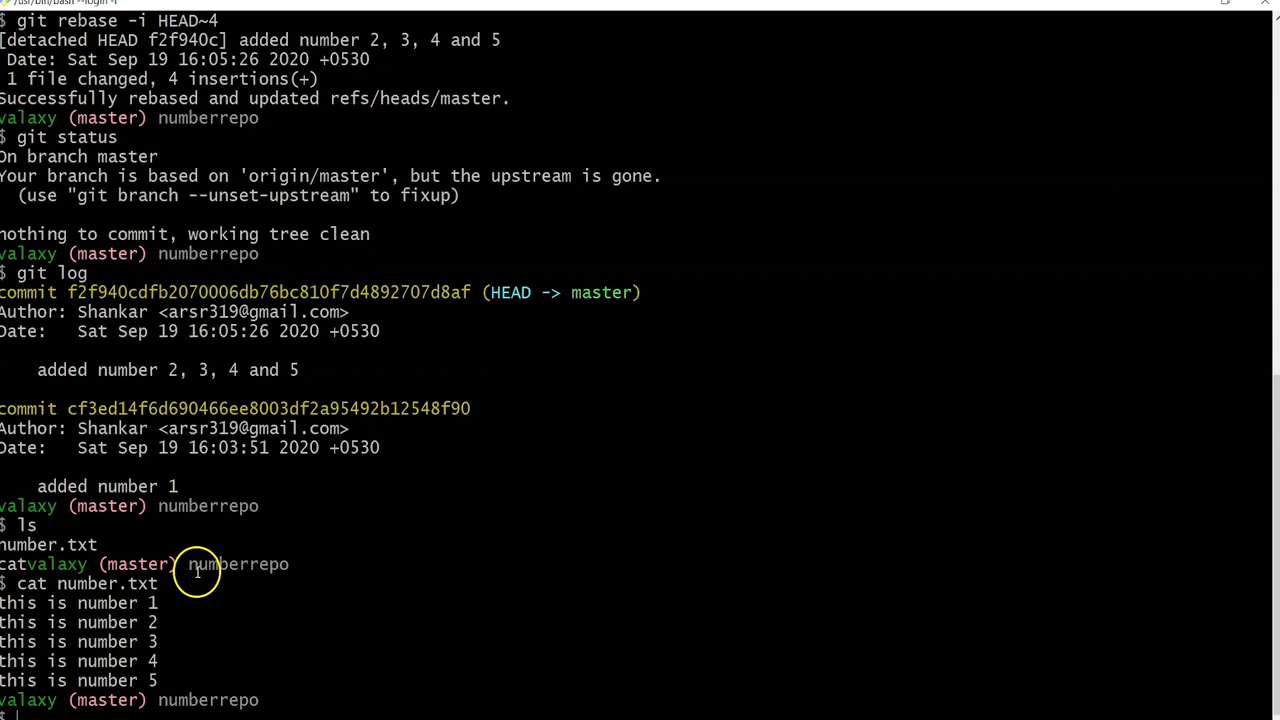 /usr/bin/bash --login -i
$ git rebase -i HEAD~4
[detached HEAD f2f940c] added number 2, 3, 4 and 5
Date: Sat Sep 19 16:05:26 2020 +0530
1 file changed, 4 insertions(+)
Successfully rebased and updated refs/heads/master.
valaxy (master) numberrepo
$ git status
On branch master
Your branch is based on 'origin/master', but the upstream is gone.
(use "git branch --unset-upstream" to fixup)
nothing to commit, working tree clean
valaxy (master) numberrepo
$ git log
commit f2f940cdfb2070006db76bc810f7d4892707d8af (HEAD -> master)
Author: Shankar <arsr319@gmail.com>
Date:   Sat Sep 19 16:05:26 2020 +0530
added number 2, 3, 4 and 5
commit cf3ed14f6d690466ee8003df2a95492b12548f90
Author: Shankar <arsr319@gmail.com>
Date:   Sat Sep 19 16:03:51 2020 +0530
added number 1
valaxy (master) numberrepo
$ ls
number.txt
catvalaxy (master) numberrepo
$ cat number.txt
this is number 1
this is number 2
this is number 3
this is number 4
this is number 5
valaxy (master) numberrepo
$